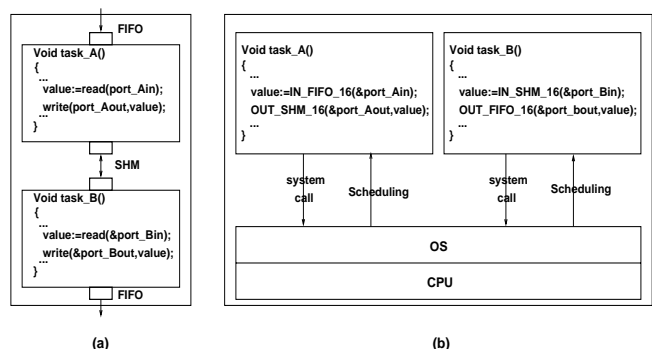 FIFO
Void task_A()
{
...
value:=read(port_Ain);
write(port_Aout,value);
...
}
SHM
Void task_B()
{
...
value:=read(&port_Bin);
write(&port_Bout,value);
...
}
FIFO
(a)
Void task_A()
{
...
value:=IN_FIFO_16(&port_Ain);
OUT_SHM_16(&port_Aout,value);
...
}
Void task_B()
{
...
value:=IN_SHM_16(&port_Bin);
OUT_FIFO_16(&port_bout,value);
...
}
system
call
Scheduling
system
call
Scheduling
OS
CPU
(b)